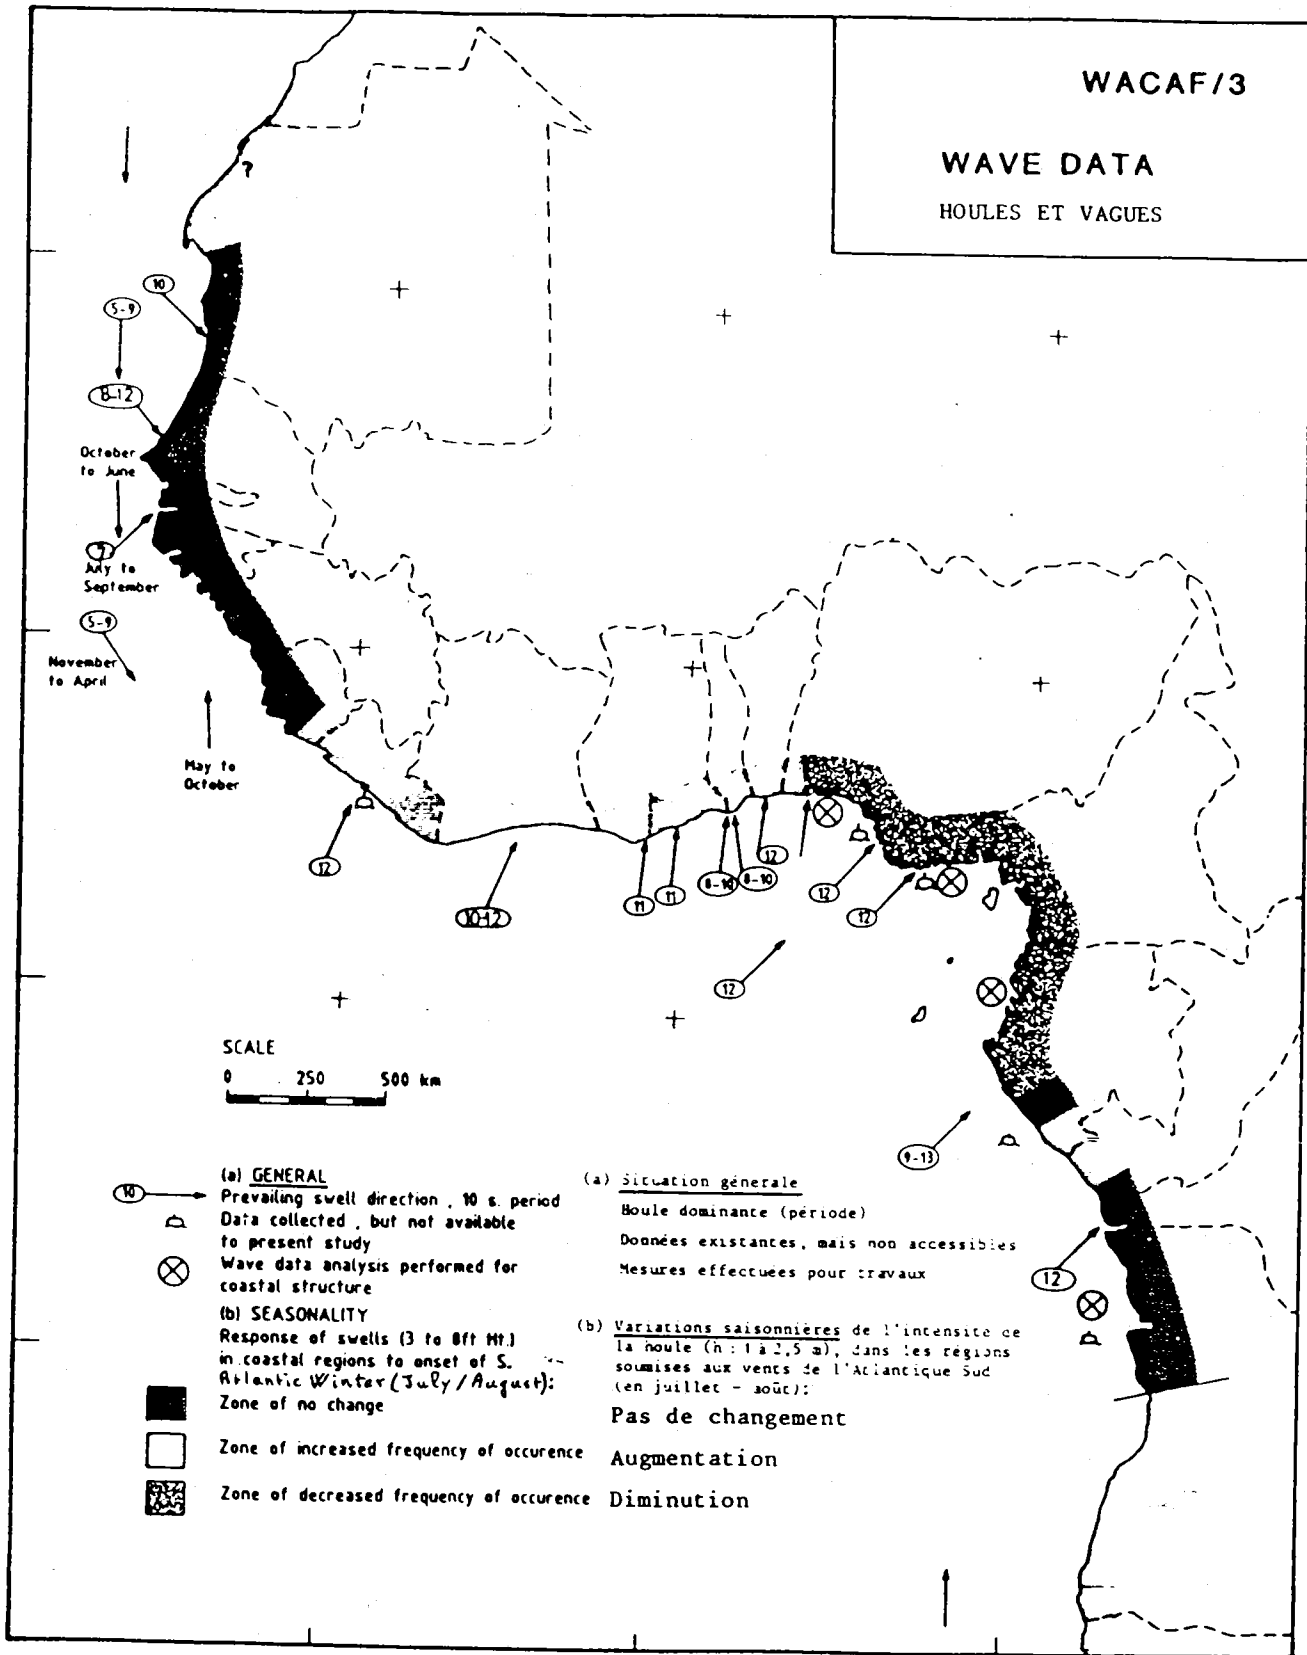 WACAF/3
WAVE DATA
HOULES ET VAGUES
?
10
5-9
8-12
October
to June
July to
September
5-9
November
to April
May to
October
12
10-12
11
11
8-10
8-10
12
12
12
12
9-13
12
SCALE
0 250 500 km
(a) GENERAL
10
Prevailing swell direction , 10 s. period
Data collected , but not available
to present study
Wave data analysis performed for
coastal structure
(b) SEASONALITY
Response of swells (3 to 8ft Ht.)
in coastal regions to onset of S.
Atlantic Winter (July / August):
Zone of no change
Zone of increased frequency of occurence
Zone of decreased frequency of occurence
(a) Situation générale
Houle dominante (période)
Données existantes, mais non accessibles
Mesures effectuées pour travaux
(b) Variations saisonnières de l'intensite de
la houle (h : 1 à 2,5 m), dans les régions
soumises aux vents de l'Atlantique Sud
(en juillet - août):
Pas de changement
Augmentation
Diminution